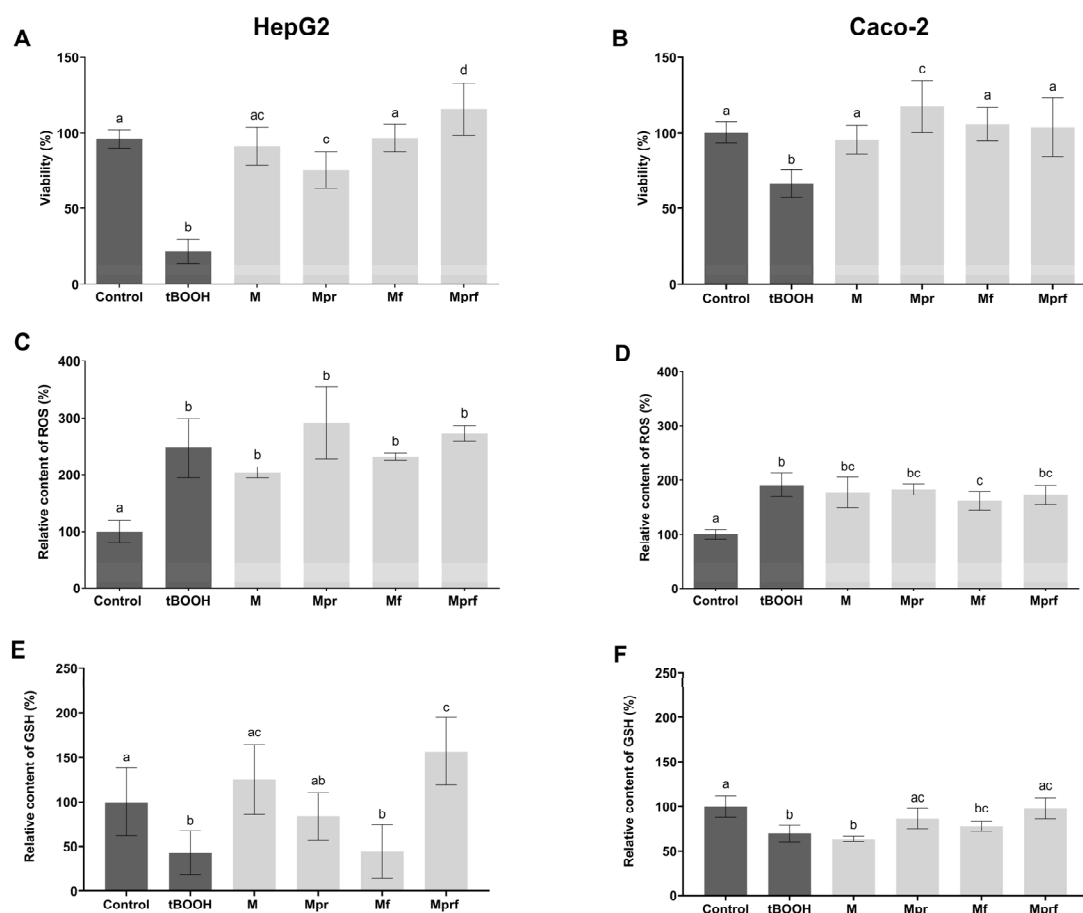 HepG2
Caco-2
A
Viability (%)
150
100
50
0
a
b
ac
c
a
d
Control tBOOH M Mpr Mf Mprf
B
Viability (%)
150
100
50
0
a
b
a
c
a
a
Control tBOOH M Mpr Mf Mprf
C
Relative content of ROS (%)
400
300
200
100
0
a
b
b
b
b
b
Control tBOOH M Mpr Mf Mprf
D
Relative content of ROS (%)
400
300
200
100
0
a
b
bc
bc
c
bc
Control tBOOH M Mpr Mf Mprf
E
Relative content of GSH (%)
250
200
150
100
50
0
a
b
ac
ab
b
c
Control tBOOH M Mpr Mf Mprf
F
Relative content of GSH (%)
250
200
150
100
50
0
a
b
b
ac
bc
ac
Control tBOOH M Mpr Mf Mprf